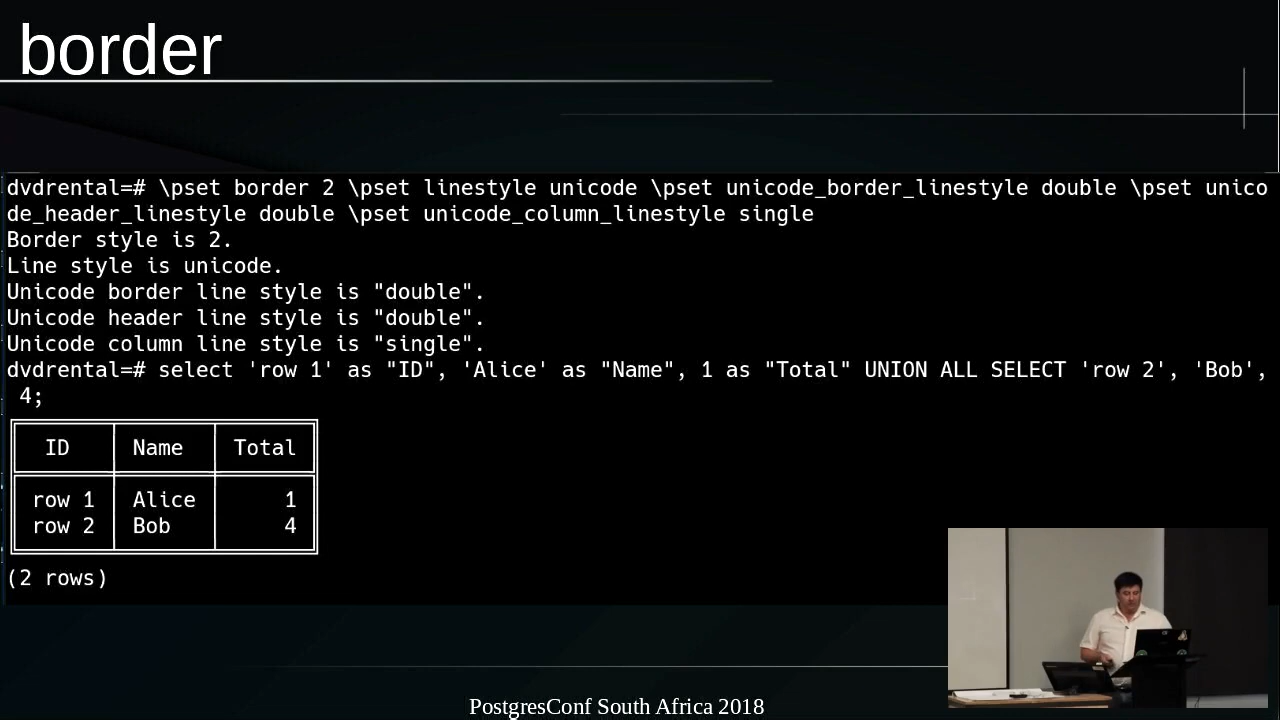 border
dvdrental=# \pset border 2 \pset linestyle unicode \pset unicode_border_linestyle double \pset unico
de_header_linestyle double \pset unicode_column_linestyle single
Border style is 2.
Line style is unicode.
Unicode border line style is "double".
Unicode header line style is "double".
Unicode column line style is "single".
dvdrental=# select 'row 1' as "ID", 'Alice' as "Name", 1 as "Total" UNION ALL SELECT 'row 2', 'Bob',
4;
ID Name Total
row 1 Alice 1
row 2 Bob 4
(2 rows)
PostgresConf South Africa 2018